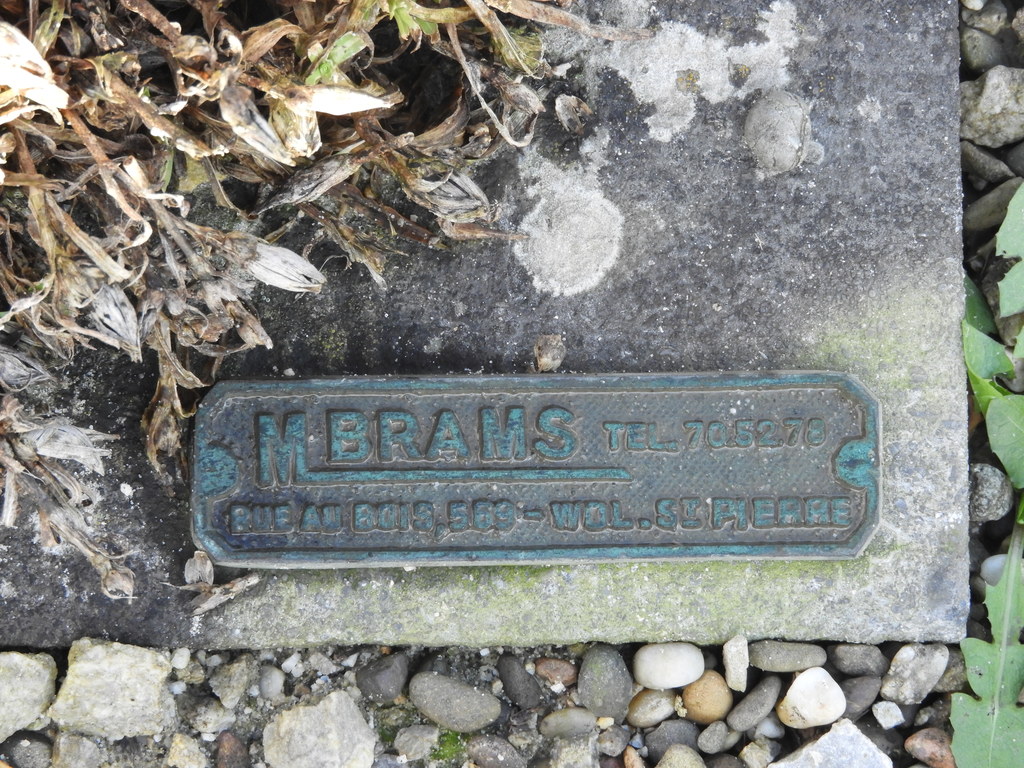 M BRAMS TEL. 70.52.78
RUE AU BOIS, 569 - WOL. ST PIERRE